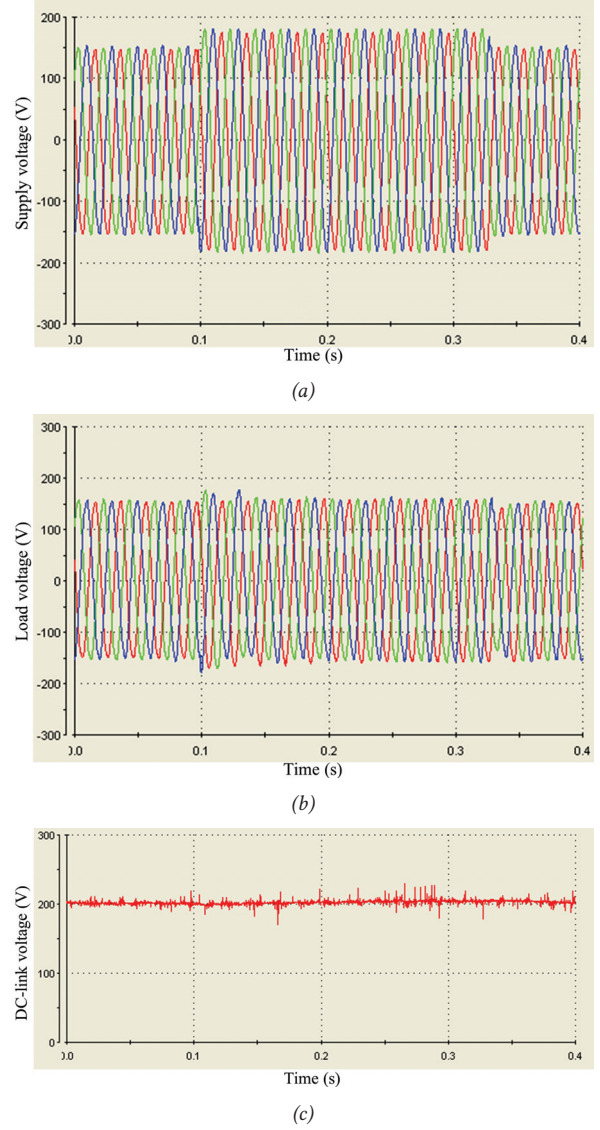 200
100
0
-100
-200
-300
Supply voltage (V)
0.0 0.1 0.2 0.3 0.4
Time (s)
(a)
300
200
100
0
-100
-200
-300
Load voltage (V)
0.0 0.1 0.2 0.3 0.4
Time (s)
(b)
300
200
100
0
DC-link voltage (V)
0.0 0.1 0.2 0.3 0.4
Time (s)
(c)